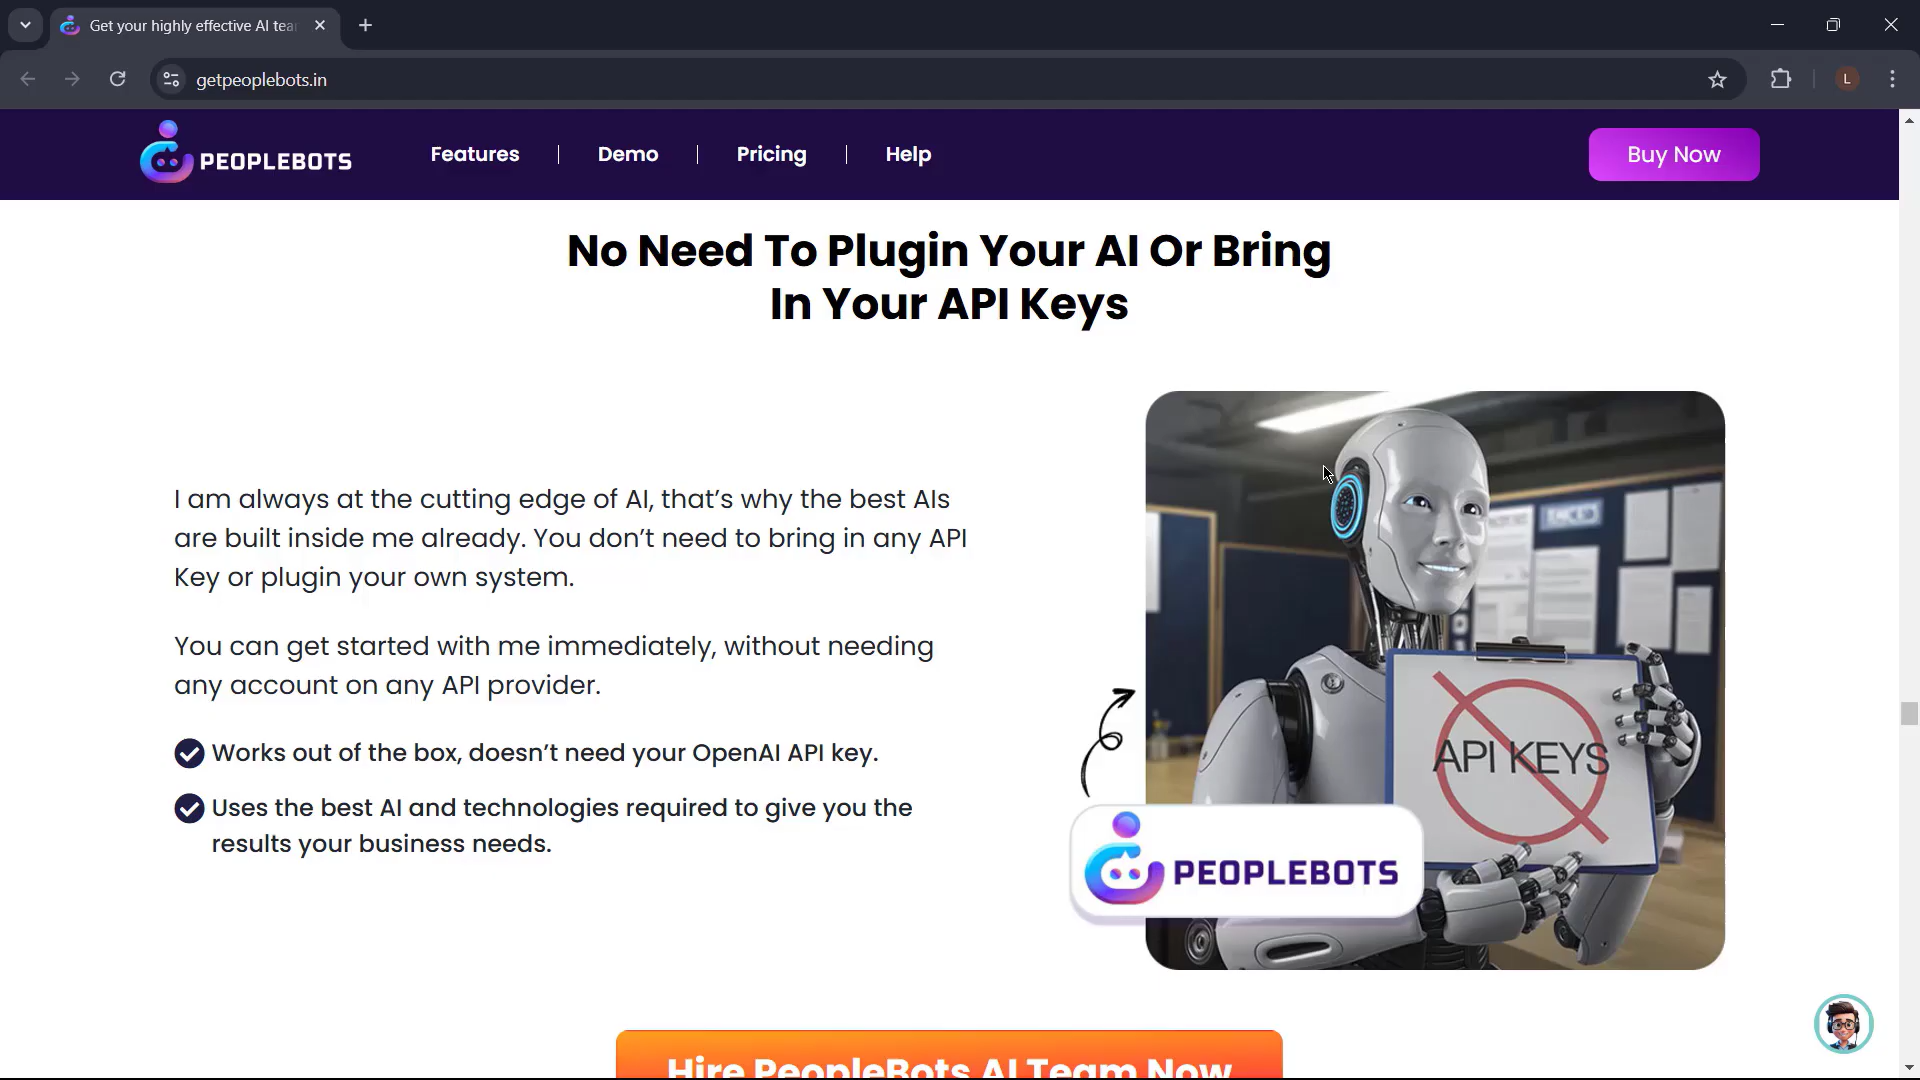 Get your highly effective AI tea
getpeoplebots.in
L
PEOPLEBOTS
Features
Demo
Pricing
Help
Buy Now
No Need To Plugin Your AI Or Bring
In Your API Keys
I am always at the cutting edge of AI, that’s why the best AIs
are built inside me already. You don’t need to bring in any API
Key or plugin your own system.
You can get started with me immediately, without needing
any account on any API provider.
Works out of the box, doesn’t need your OpenAI API key.
Uses the best AI and technologies required to give you the
results your business needs.
API KEYS
PEOPLEBOTS
Hire PeopleBots AI Team Now